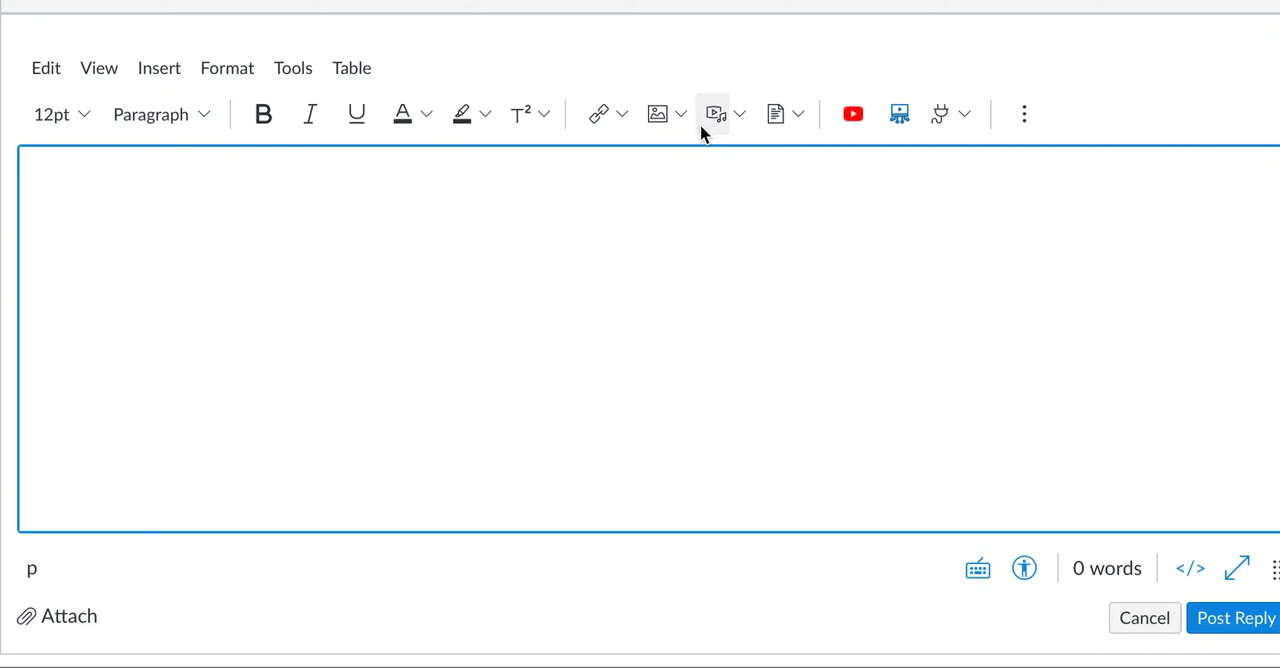 Edit View Insert Format Tools Table
12pt Paragraph B I U A T²
p 0 words </>
Attach Cancel Post Reply